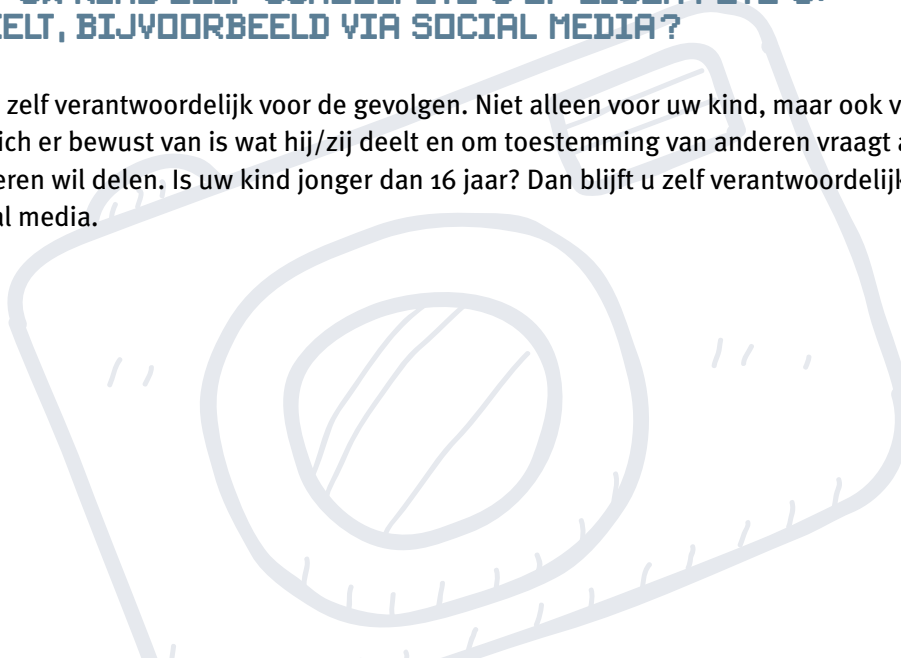 EELT, BIJVOORBEELD VIA SOCIAL MEDIA?
zelf verantwoordelijk voor de gevolgen. Niet alleen voor uw kind, maar ook v
ich er bewust van is wat hij/zij deelt en om toestemming van anderen vraagt a
eren wil delen. Is uw kind jonger dan 16 jaar? Dan blijft u zelf verantwoordelijk
al media.